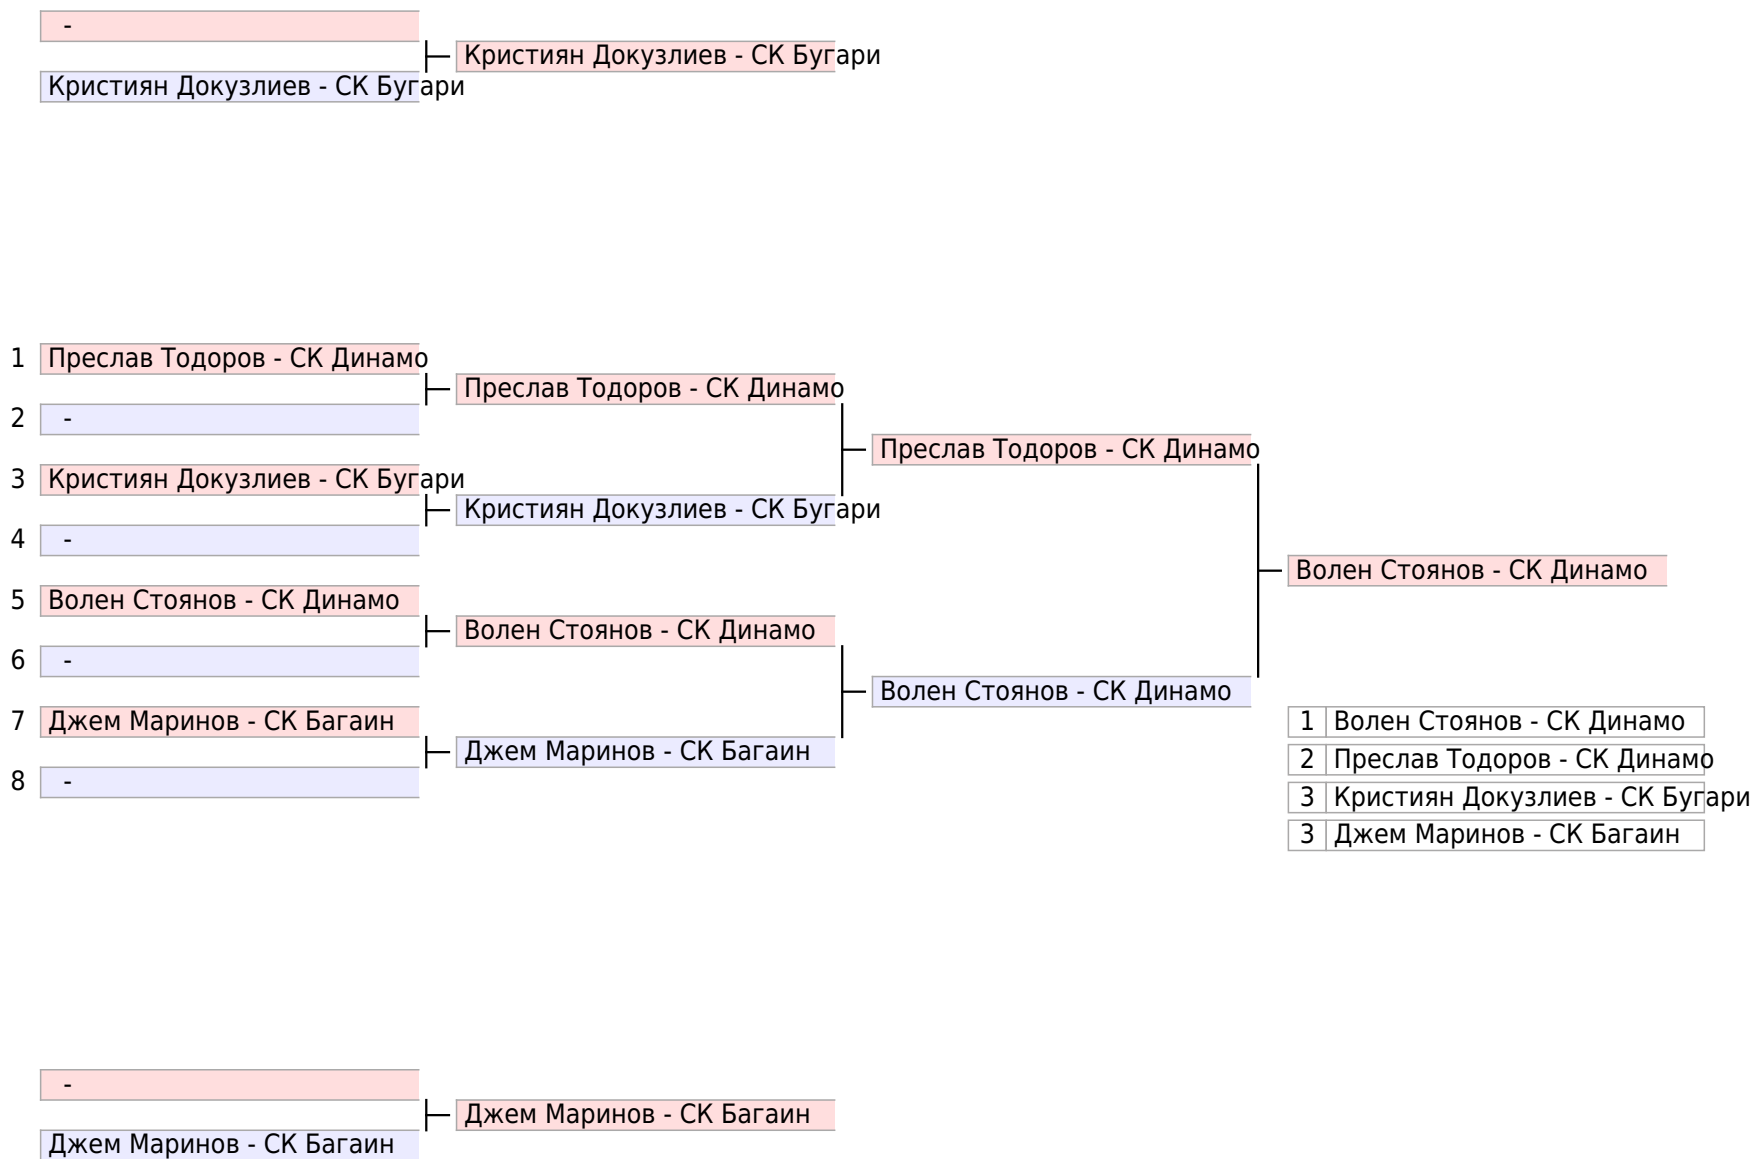 -
Кристиян Докузлиев - СК Бугари
Кристиян Докузлиев - СК Бугари
1 Преслав Тодоров - СК Динамо
Преслав Тодоров - СК Динамо
2 -
Преслав Тодоров - СК Динамо
3 Кристиян Докузлиев - СК Бугари
Кристиян Докузлиев - СК Бугари
4 -
Волен Стоянов - СК Динамо
5 Волен Стоянов - СК Динамо
Волен Стоянов - СК Динамо
6 -
Волен Стоянов - СК Динамо
7 Джем Маринов - СК Багаин
Джем Маринов - СК Багаин
8 -
1 Волен Стоянов - СК Динамо
2 Преслав Тодоров - СК Динамо
3 Кристиян Докузлиев - СК Бугари
3 Джем Маринов - СК Багаин
-
Джем Маринов - СК Багаин
Джем Маринов - СК Багаин